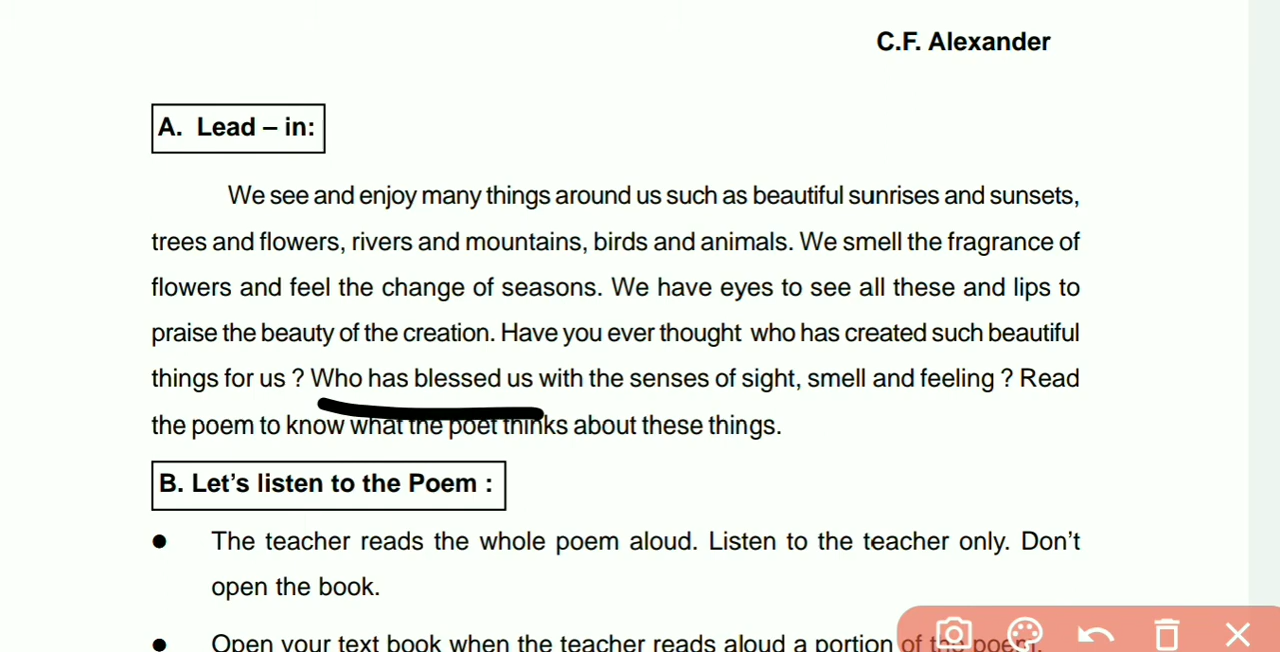 C.F. Alexander
A. Lead – in:
We see and enjoy many things around us such as beautiful sunrises and sunsets,
trees and flowers, rivers and mountains, birds and animals. We smell the fragrance of
flowers and feel the change of seasons. We have eyes to see all these and lips to
praise the beauty of the creation. Have you ever thought who has created such beautiful
things for us ? Who has blessed us with the senses of sight, smell and feeling ? Read
the poem to know what the poet thinks about these things.
B. Let's listen to the Poem :
● The teacher reads the whole poem aloud. Listen to the teacher only. Don't
open the book.
● Open your text book when the teacher reads aloud a portion of the poem.